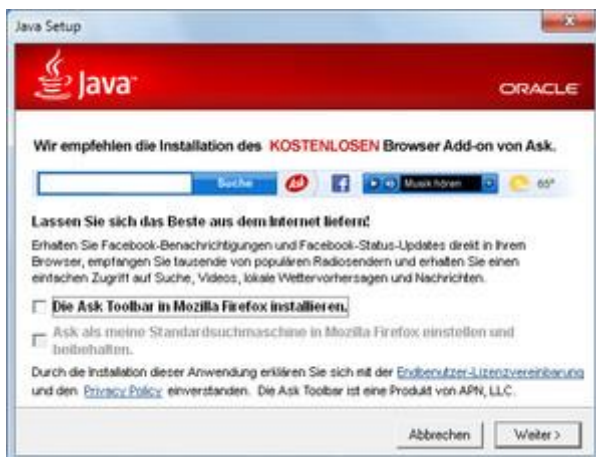 Java Setup
Java
ORACLE
Wir empfehlen die Installation des KOSTENLOSEN Browser Add-on von Ask.
Suche Ask Musik hören 65°
Lassen Sie sich das Beste aus dem Internet liefern!
Erhalten Sie Facebook-Benachrichtigungen und Facebook-Status-Updates direkt in Ihrem
Browser, empfangen Sie tausende von populären Radiosendern und erhalten Sie einen
einfachen Zugriff auf Suche, Videos, lokale Wettervorhersagen und Nachrichten.
Die Ask Toolbar in Mozilla Firefox installieren.
Ask als meine Standardsuchmaschine in Mozilla Firefox einstellen und
beibehalten.
Durch die Installation dieser Anwendung erklären Sie sich mit der Endbenutzer-Lizenzvereinbarung
und den Privacy Policy einverstanden. Die Ask Toolbar ist eine Produkt von APN, LLC.
Abbrechen Weiter >